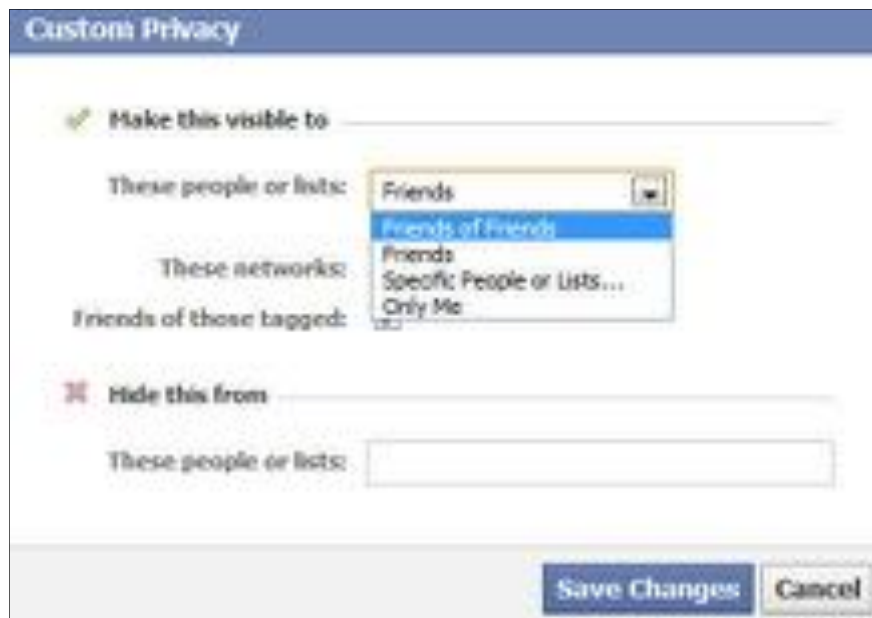 Custom Privacy
Make this visible to
These people or lists: Friends
Friends of Friends
Friends
These networks:
Specific People or Lists...
Friends of those tagged:
Only Me
Hide this from
These people or lists:
Save Changes Cancel